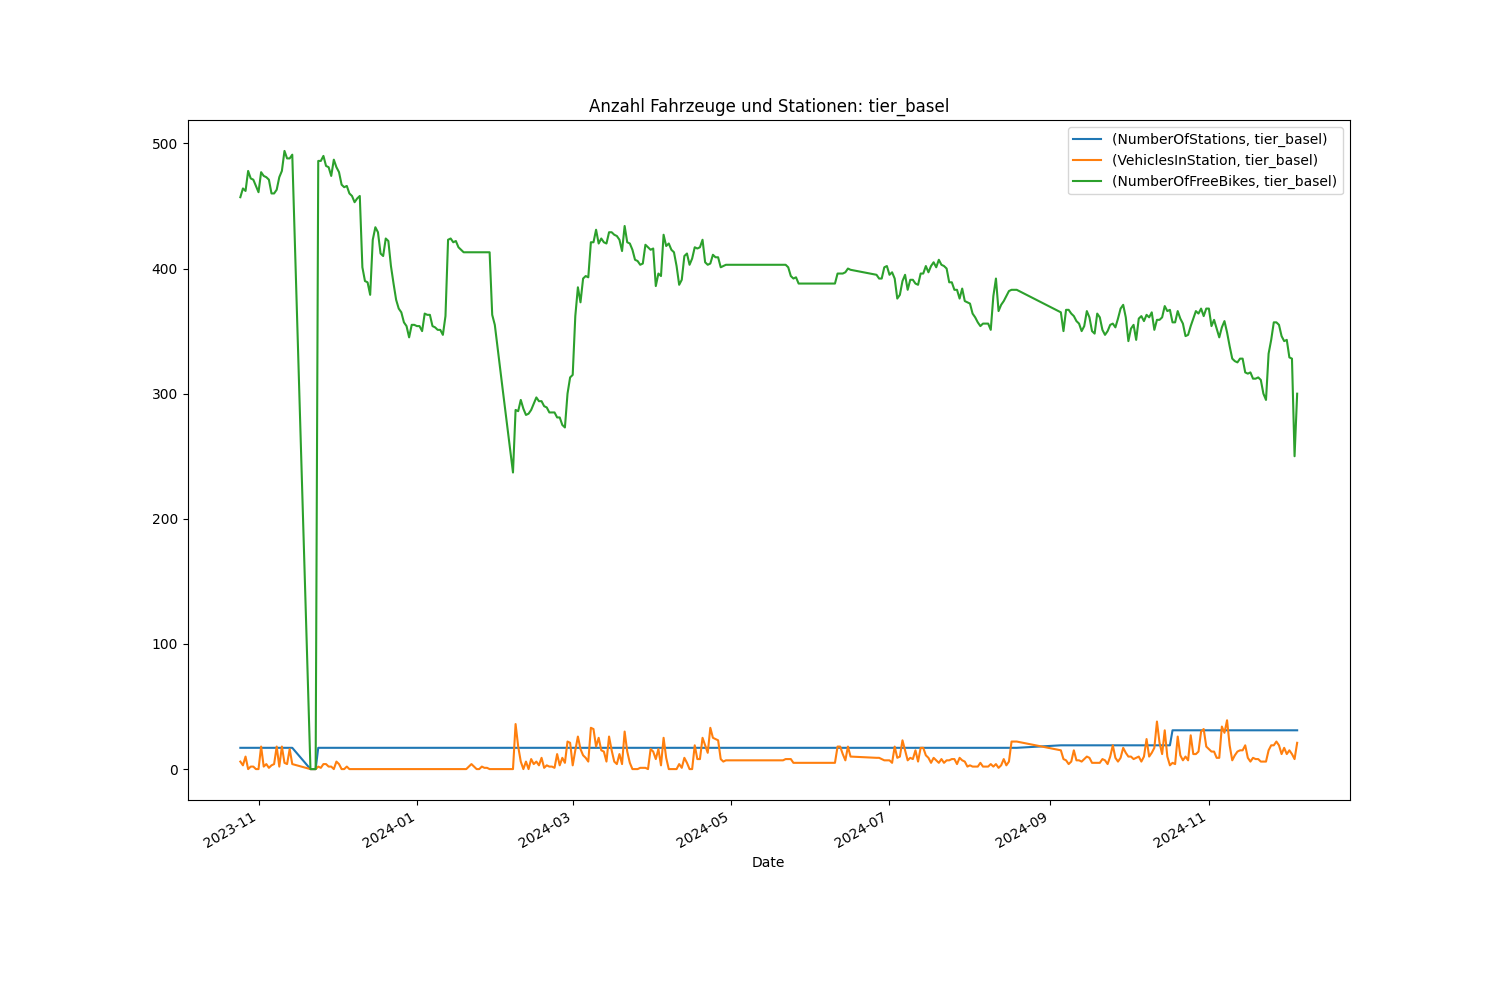 Anzahl Fahrzeuge und Stationen: tier_basel
(NumberOfStations, tier_basel)
(VehiclesInStation, tier_basel)
(NumberOfFreeBikes, tier_basel)
500
400
300
200
100
0
2023-11
2024-01
2024-03
2024-05
2024-07
2024-09
2024-11
Date